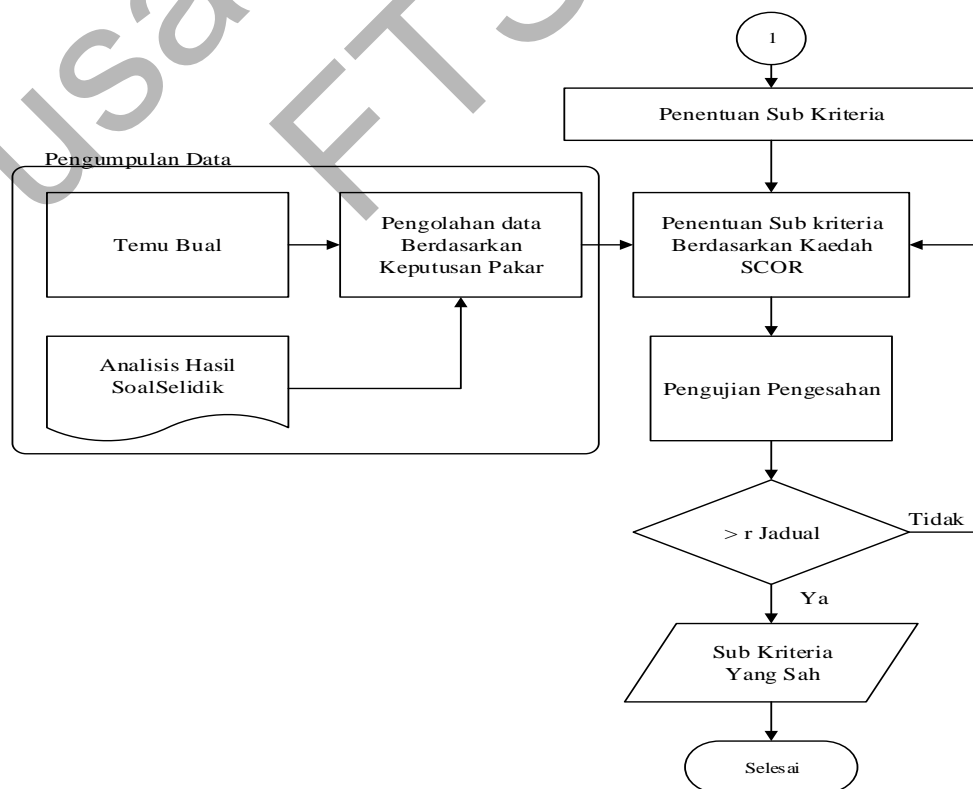 1
Penentuan Sub Kriteria
Pengumpulan Data
Temu Bual
Pengolahan data
Berdasarkan
Keputusan Pakar
Penentuan Sub kriteria
Berdasarkan Kaedah
SCOR
Analisis Hasil
SoalSelidik
Pengujian Pengesahan
> r Jadual
Tidak
Ya
Sub Kriteria
Yang Sah
Selesai